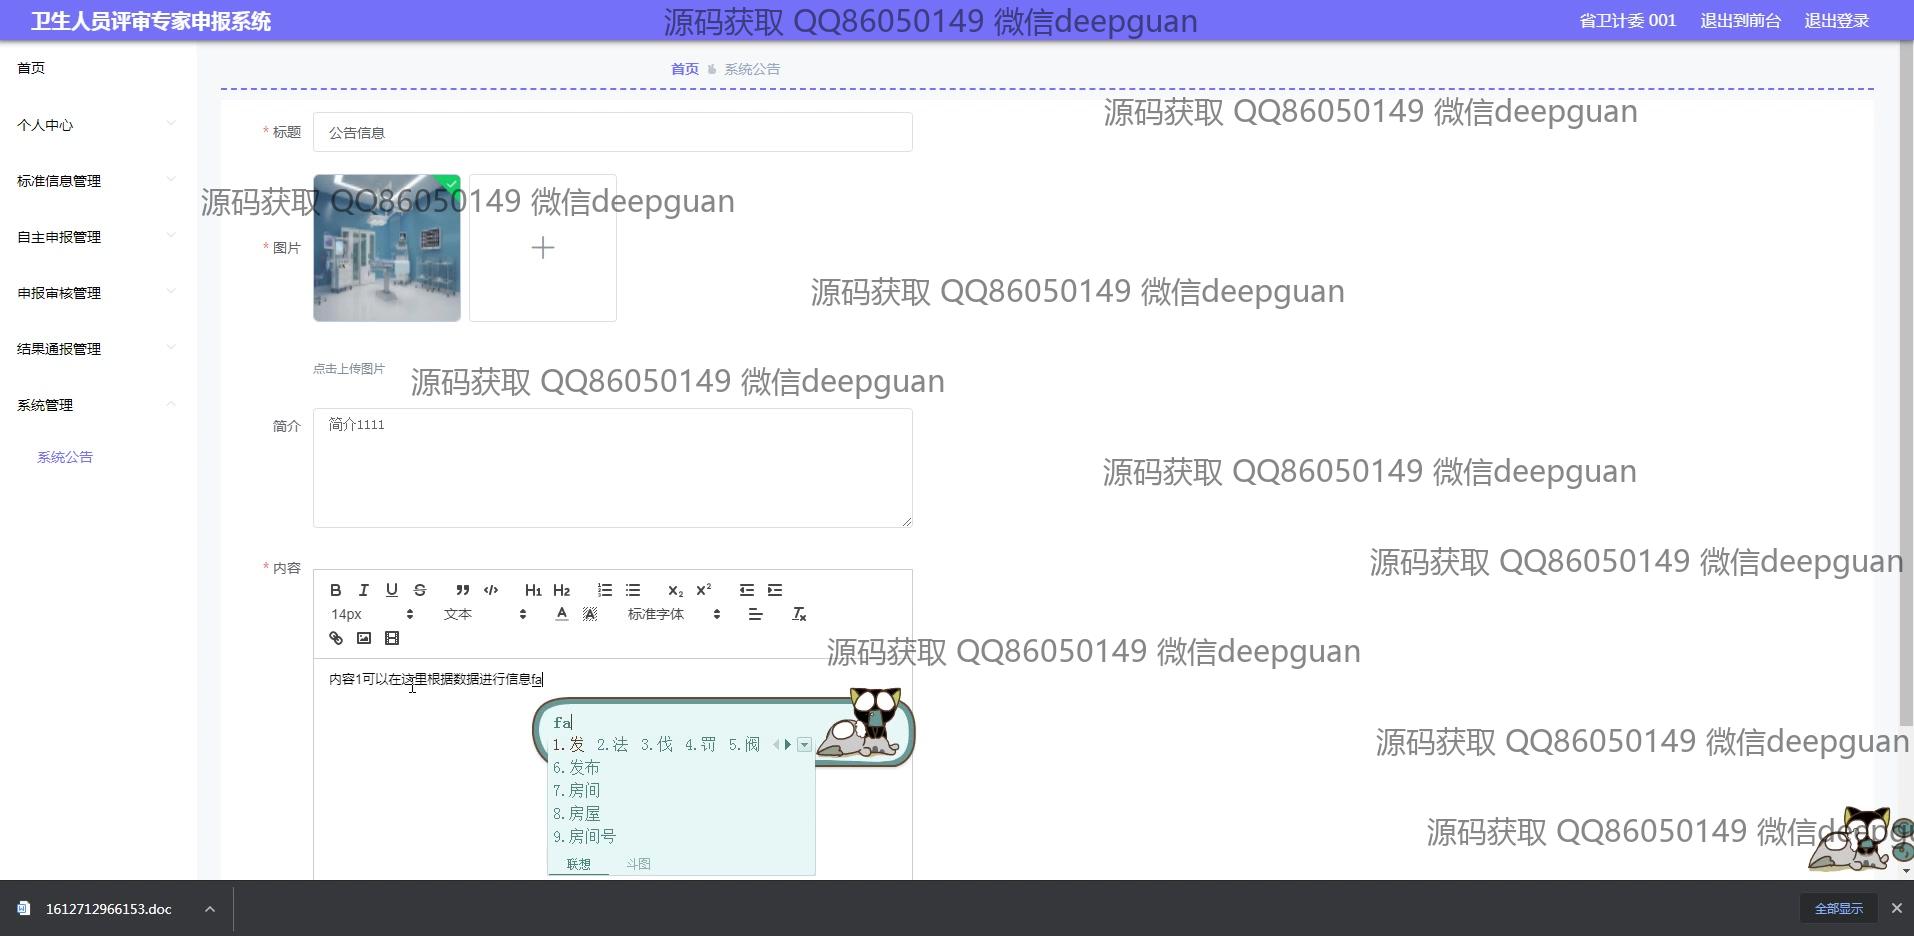 卫生人员评审专家申报系统
源码获取 QQ86050149 微信deepguan
省卫计委 001
退出到前台
退出登录
首页
个人中心
标准信息管理
自主申报管理
申报审核管理
结果通报管理
系统管理
系统公告
首页 系统公告
源码获取 QQ86050149 微信deepguan
* 标题
公告信息
源码获取 QQ86050149 微信deepguan
* 图片
源码获取 QQ86050149 微信deepguan
点击上传图片
源码获取 QQ86050149 微信deepguan
简介
简介1111
源码获取 QQ86050149 微信deepguan
源码获取 QQ86050149 微信deepguan
* 内容
B I U S H1 H2 x2 x2
14px 文本 A A 标准字体 Tx
源码获取 QQ86050149 微信deepguan
内容1可以在这里根据数据进行信息fa
fa
1.发 2.法 3.伐 4.罚 5.阀
6.发布
7.房间
8.房屋
9.房间号
联想 斗图
源码获取 QQ86050149 微信deepguan
源码获取 QQ86050149 微信deepg
1612712966153.doc
全部显示